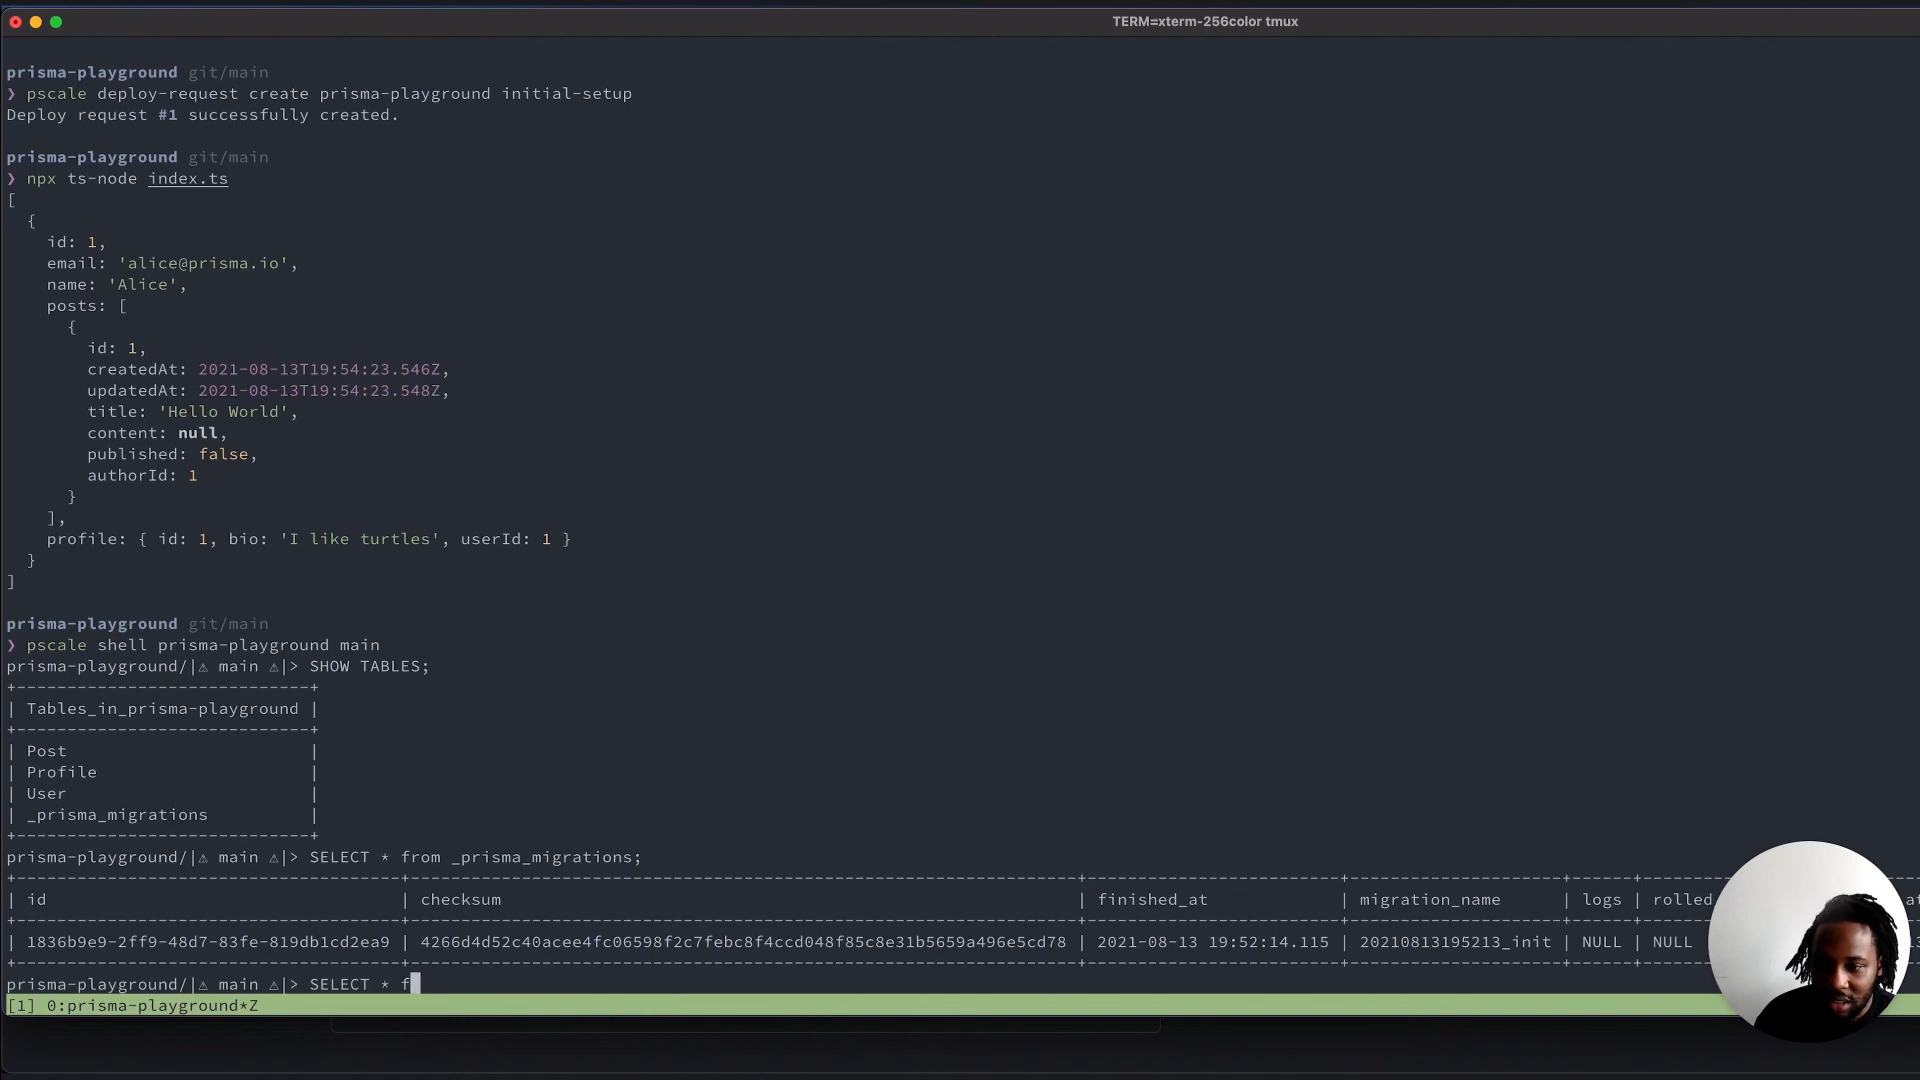 TERM=xterm-256color tmux
prisma-playground git/main
❯ pscale deploy-request create prisma-playground initial-setup
Deploy request #1 successfully created.
prisma-playground git/main
❯ npx ts-node index.ts
[
  {
    id: 1,
    email: 'alice@prisma.io',
    name: 'Alice',
    posts: [
      {
        id: 1,
        createdAt: 2021-08-13T19:54:23.546Z,
        updatedAt: 2021-08-13T19:54:23.548Z,
        title: 'Hello World',
        content: null,
        published: false,
        authorId: 1
      }
    ],
    profile: { id: 1, bio: 'I like turtles', userId: 1 }
  }
]
prisma-playground git/main
❯ pscale shell prisma-playground main
prisma-playground/|⚠ main ⚠|> SHOW TABLES;
+-----------------------------+
| Tables_in_prisma-playground |
+-----------------------------+
| Post                        |
| Profile                     |
| User                        |
| _prisma_migrations          |
+-----------------------------+
prisma-playground/|⚠ main ⚠|> SELECT * from _prisma_migrations;
| id | checksum | finished_at | migration_name | logs | rolled
| 1836b9e9-2ff9-48d7-83fe-819db1cd2ea9 | 4266d4d52c40acee4fc06598f2c7febc8f4ccd048f85c8e31b5659a496e5cd78 | 2021-08-13 19:52:14.115 | 20210813195213_init | NULL | NULL
prisma-playground/|⚠ main ⚠|> SELECT * f
[1] 0:prisma-playground*Z